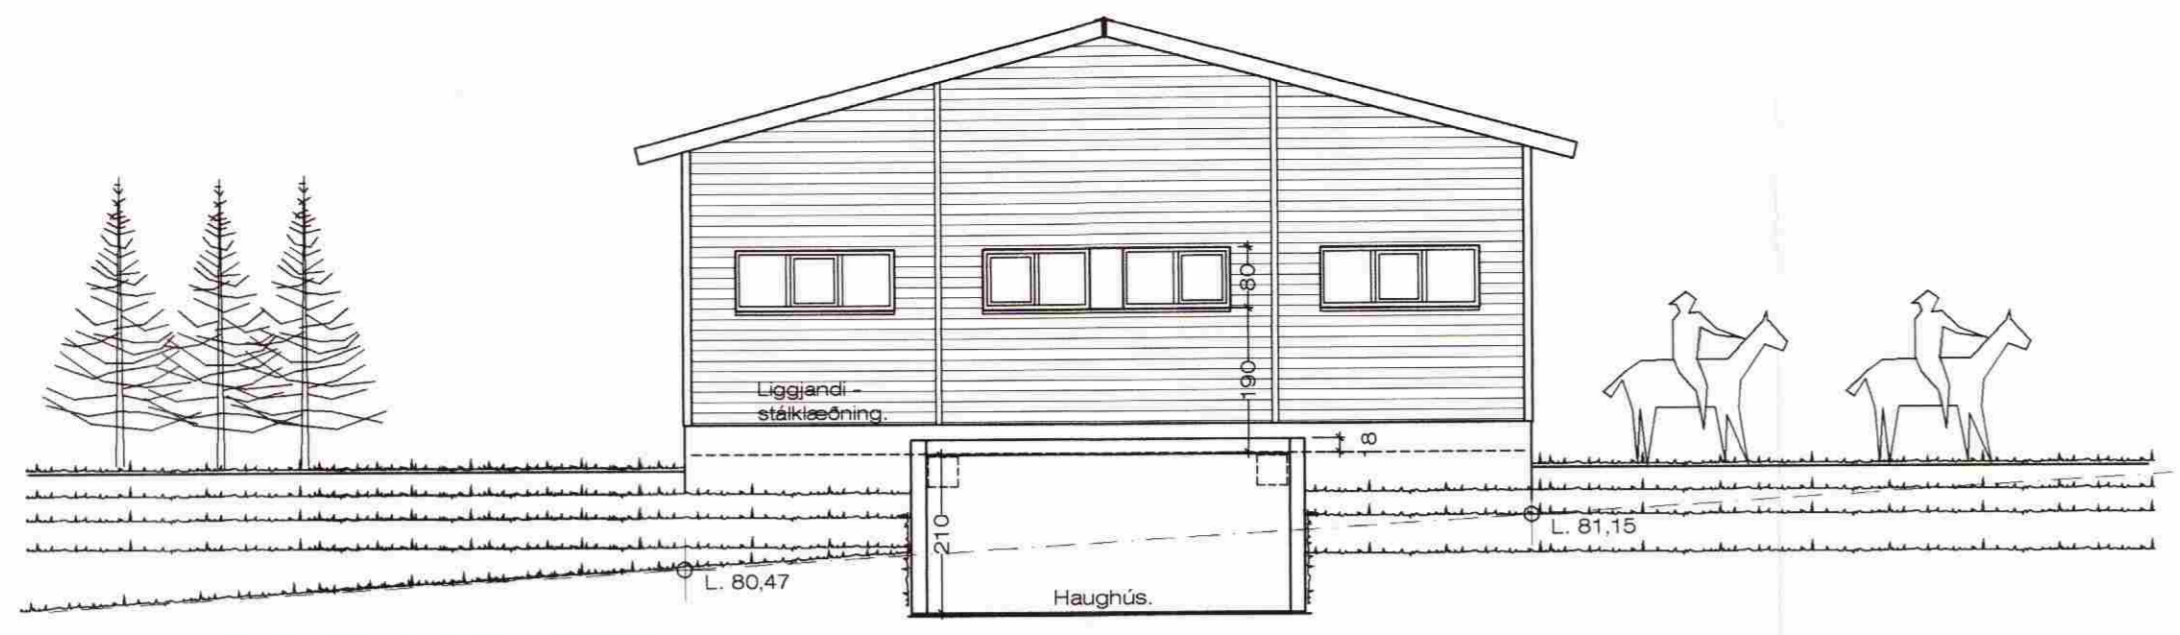 80
190
Liggjandi -
stálklæðning.
8
210
L. 81,15
L. 80,47
Haughús.